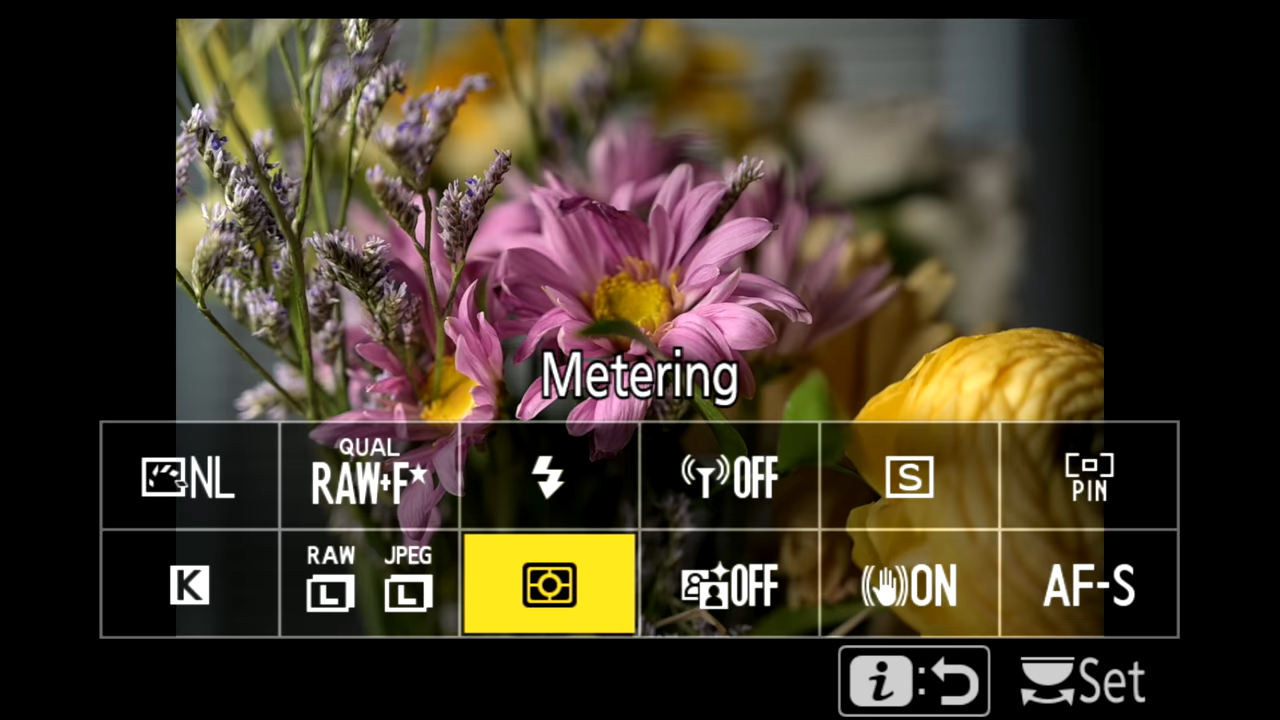 Metering
NL
QUAL
RAW+F★
OFF
S
PIN
K
RAW JPEG
L L
OFF
ON
AF-S
i : Set